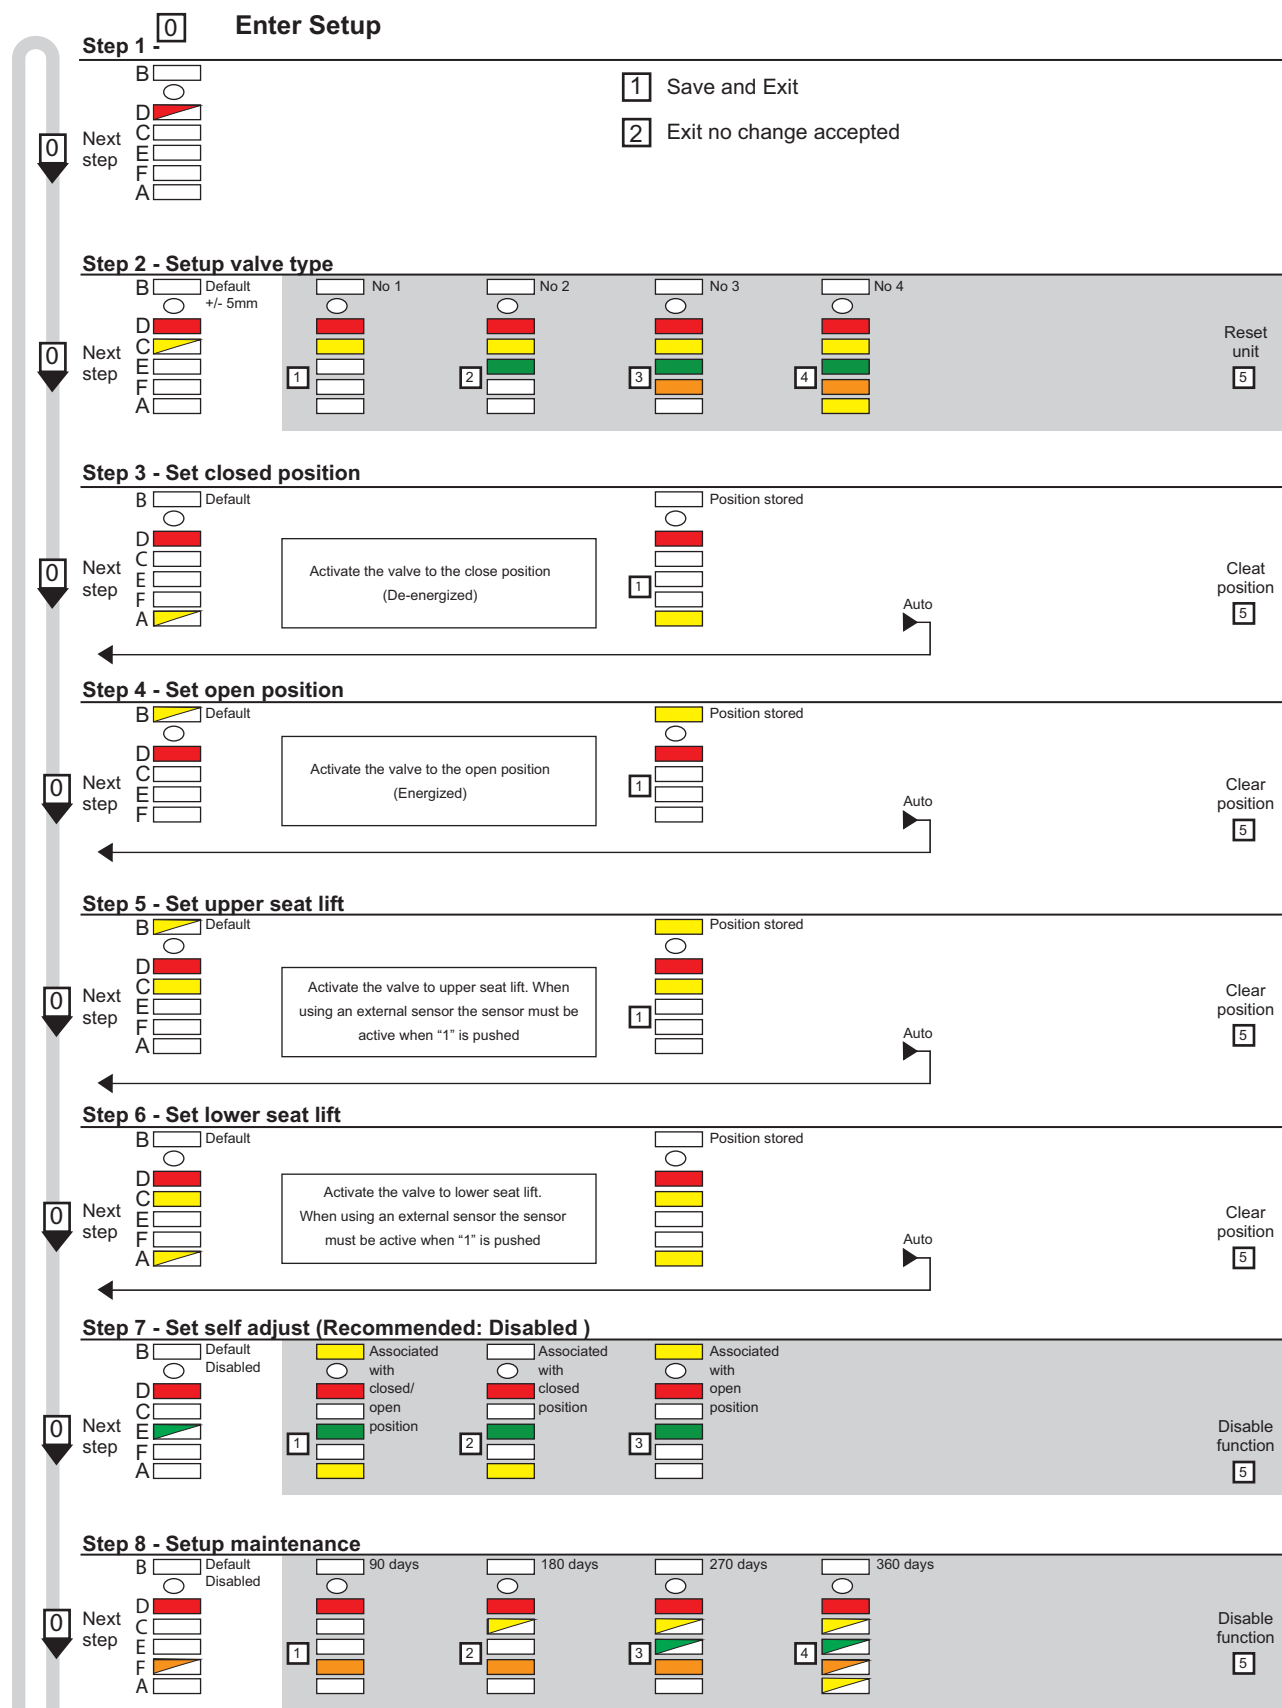 0 Enter Setup
Step 1 -
B
1 Save and Exit
D
2 Exit no change accepted
0 Next step
C
E
F
A
Step 2 - Setup valve type
B Default No 1 No 2 No 3 No 4
+/- 5mm
D
C
0 Next step
E
1 2 3 4
F
A
Reset
unit
5
Step 3 - Set closed position
B Default Position stored
D
C
0 Next step
E
F
A
Activate the valve to the close position
(De-energized)
1
Auto
Cleat
position
5
Step 4 - Set open position
B Default Position stored
D
C
0 Next step
E
F
Activate the valve to the open position
(Energized)
1
Auto
Clear
position
5
Step 5 - Set upper seat lift
B Default Position stored
D
C
0 Next step
E
F
A
Activate the valve to upper seat lift. When
using an external sensor the sensor must be
active when “1” is pushed
1
Auto
Clear
position
5
Step 6 - Set lower seat lift
B Default Position stored
D
C
0 Next step
E
F
A
Activate the valve to lower seat lift.
When using an external sensor the sensor
must be active when “1” is pushed
1
Auto
Clear
position
5
Step 7 - Set self adjust (Recommended: Disabled )
B Default
Disabled
D
C
0 Next step
E
F
A
1
Associated
with
closed/
open
position
2
Associated
with
closed
position
3
Associated
with
open
position
Disable
function
5
Step 8 - Setup maintenance
B Default 90 days 180 days 270 days 360 days
Disabled
D
C
0 Next step
E
1 2 3 4
F
A
Disable
function
5